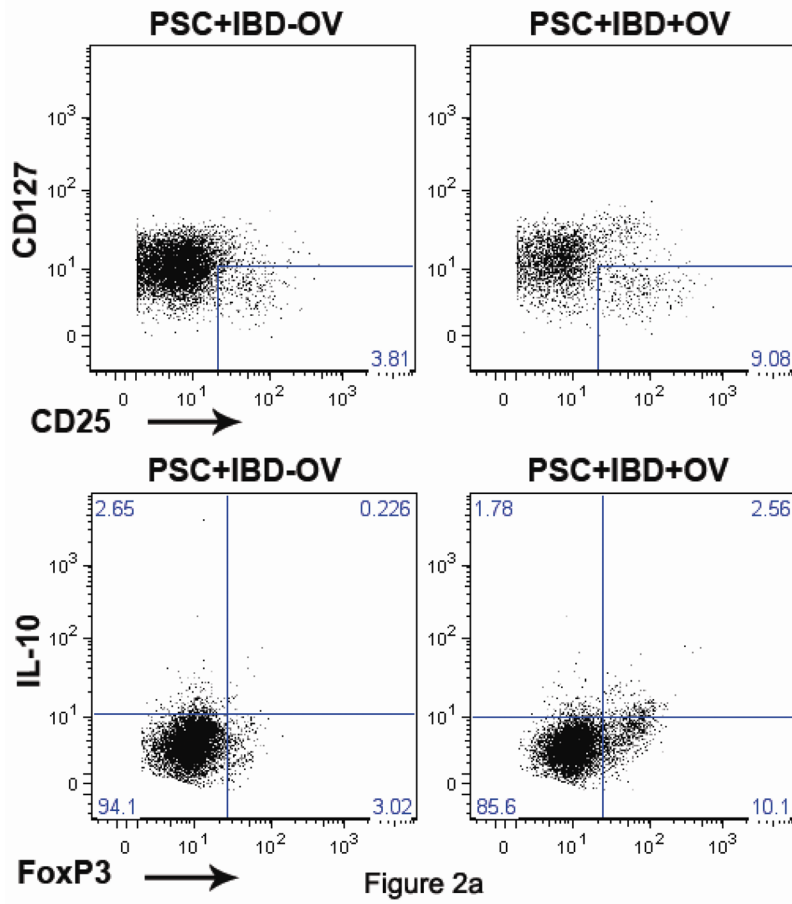 PSC+IBD-OV PSC+IBD+OV
CD127
10³ 10³
10² 10²
10¹ 10¹
0 0
3.81 9.08
0 10¹ 10² 10³ 0 10¹ 10² 10³
CD25
PSC+IBD-OV PSC+IBD+OV
2.65 0.226 1.78 2.56
IL-10
10³ 10³
10² 10²
10¹ 10¹
0 0
94.1 3.02 85.6 10.1
0 10¹ 10² 10³ 0 10¹ 10² 10³
FoxP3
Figure 2a